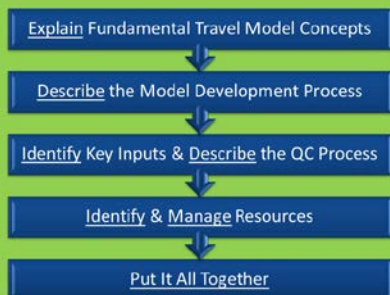 Explain Fundamental Travel Model Concepts
Describe the Model Development Process
Identify Key Inputs & Describe the QC Process
Identify & Manage Resources
Put It All Together